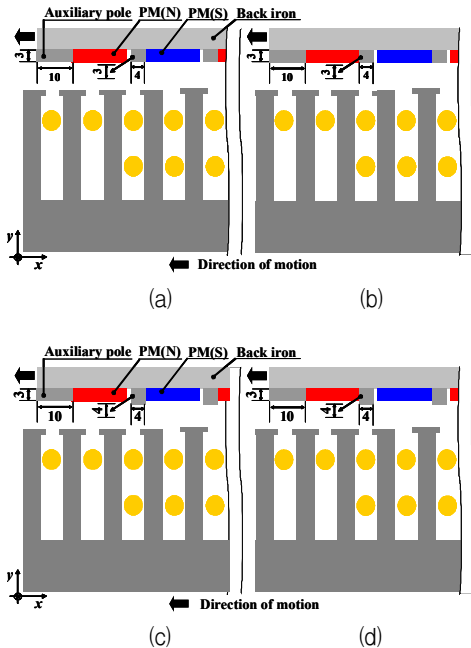 Auxiliary pole PM(N) PM(S) Back iron
3 10 3 4
3 10 3 4
y x
y x
Direction of motion
(a) (b)
Auxiliary pole PM(N) PM(S) Back iron
3 10 4 4
3 10 4 4
y x
y x
Direction of motion
(c) (d)